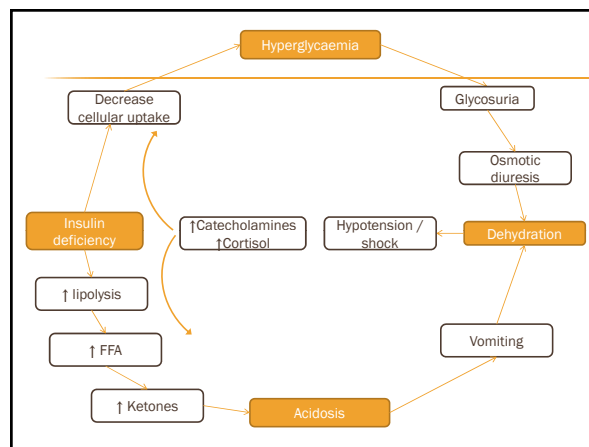 Hyperglycaemia
Decrease
cellular uptake
Glycosuria
Osmotic
diuresis
Insulin
deficiency
↑Catecholamines
↑Cortisol
Hypotension /
shock
Dehydration
↑ lipolysis
↑ FFA
Vomiting
↑ Ketones
Acidosis